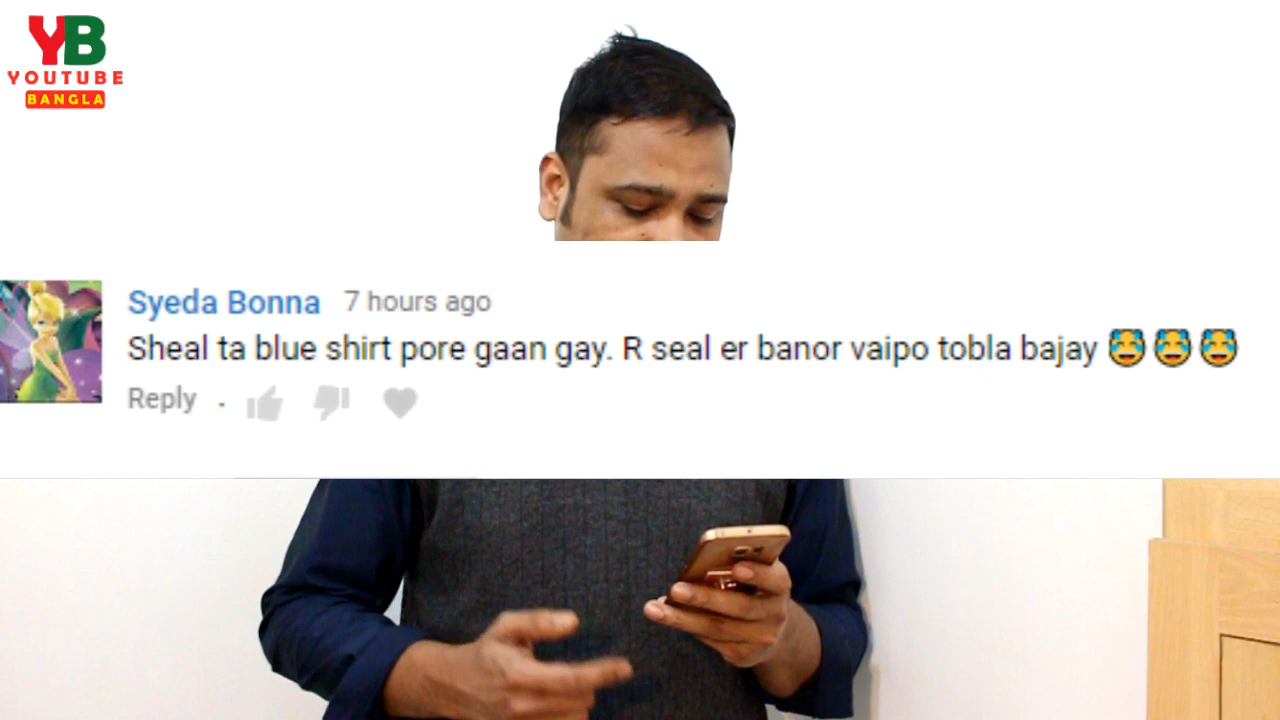 YB
YOUTUBE
BANGLA
Syeda Bonna 7 hours ago
Sheal ta blue shirt pore gaan gay. R seal er banor vaipo tobla bajay 😂😂😂
Reply .